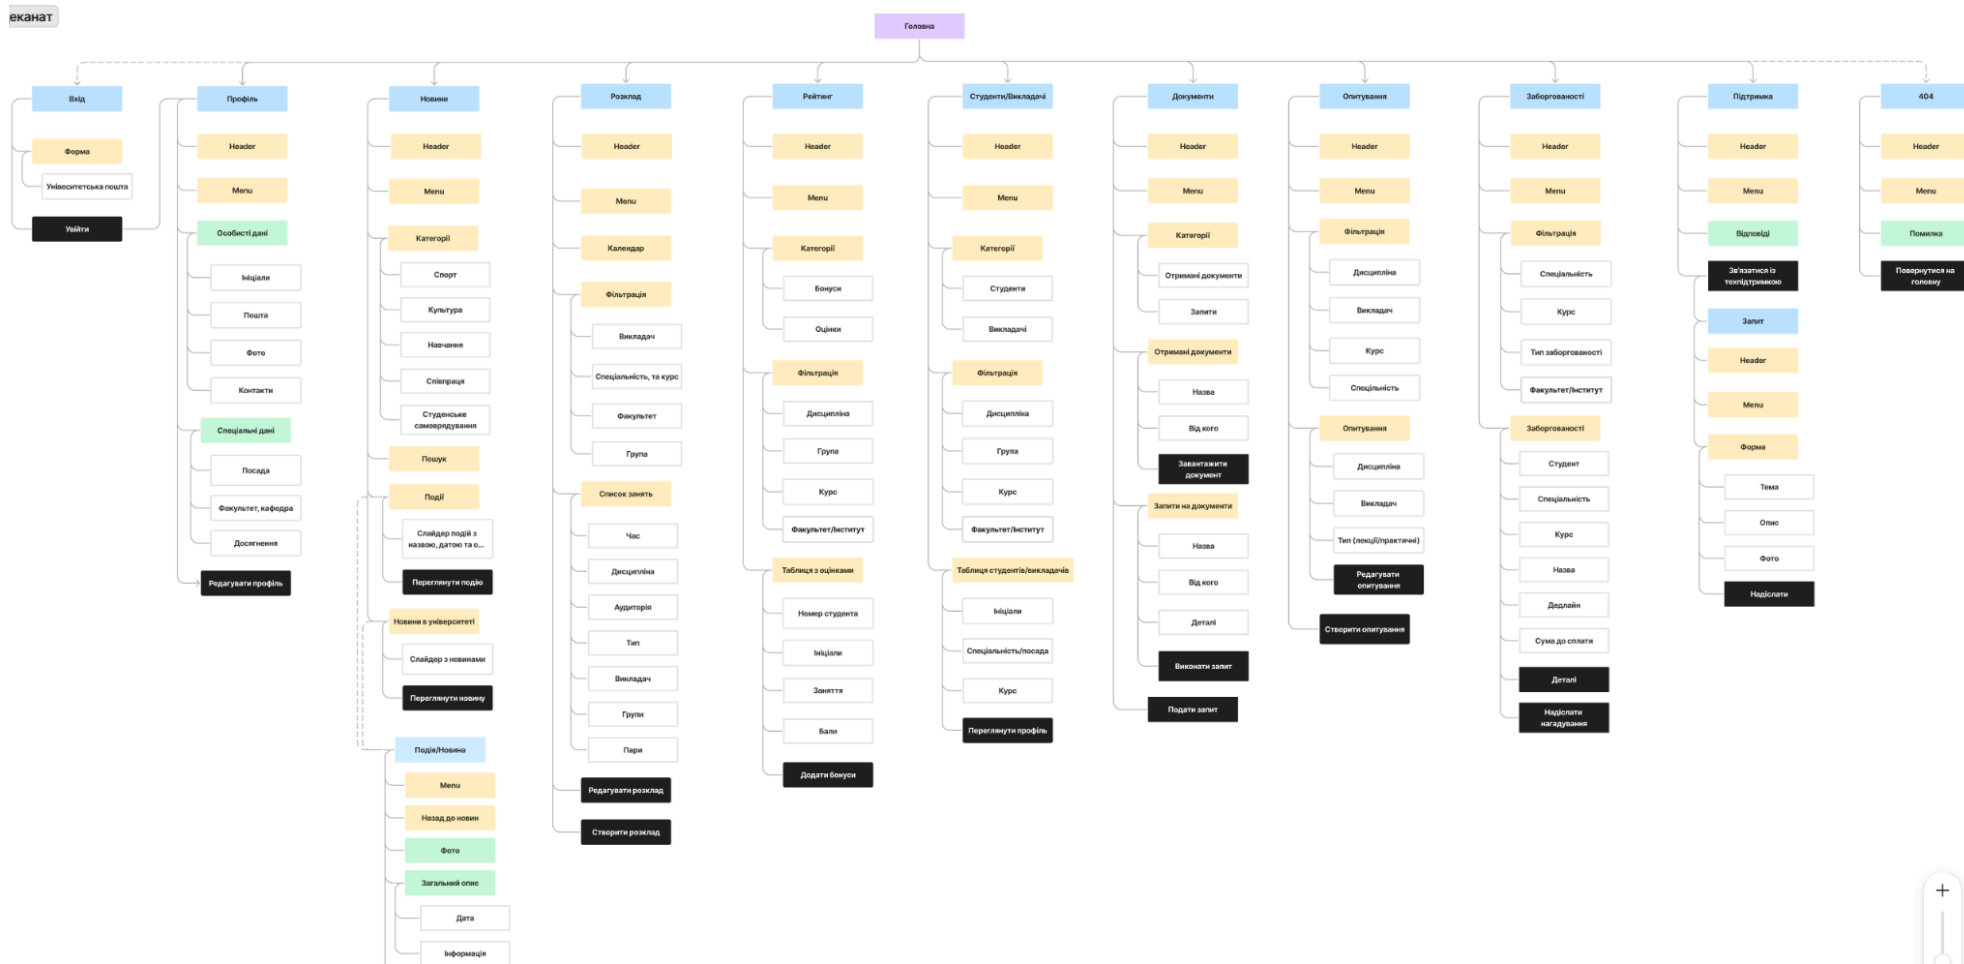 еканат
Головна
Вхід
Форма
Унівеситетська пошта
Увійти
Профіль
Header
Menu
Особисті дані
Ініціали
Пошта
Фото
Контакти
Спеціальні дані
Посада
Факультет, кафедра
Досягнення
Редагувати профіль
Новини
Header
Menu
Категорії
Спорт
Культура
Навчання
Співпраця
Студенське
самоврядування
Пошук
Події
Слайдер подій з
назвою, датою та о...
Переглянути подію
Новини в університеті
Слайдер з новинами
Переглянути новину
Подія/Новина
Menu
Назад до новин
Фото
Загальний опис
Дата
Інформація
Розклад
Header
Menu
Календар
Фільтрація
Викладач
Спеціальність, та курс
Факультет
Група
Список занять
Час
Дисципліна
Аудиторія
Тип
Викладач
Групи
Пари
Редагувати розклад
Створити розклад
Рейтинг
Header
Menu
Категорії
Бонуси
Оцінки
Фільтрація
Дисципліна
Група
Курс
Факультет/Інститут
Таблиця з оцінками
Номер студента
Ініціали
Заняття
Бали
Додати бонуси
Студенти/Викладачі
Header
Menu
Категорії
Студенти
Викладачі
Фільтрація
Дисципліна
Група
Курс
Факультет/Інститут
Таблиця студентів/викладачів
Ініціали
Спеціальність/посада
Курс
Переглянути профіль
Документи
Header
Menu
Категорії
Отримані документи
Запити
Отримані документи
Назва
Від кого
Завантажити
документ
Запити на документи
Назва
Від кого
Деталі
Виконати запит
Подати запит
Опитування
Header
Menu
Фільтрація
Дисципліна
Викладач
Курс
Спецільність
Опитування
Дисципліна
Викладач
Тип (лекції/практичні)
Редагувати
опитування
Створити опитування
Заборгованості
Header
Menu
Фільтрація
Спеціальність
Курс
Тип заборгованості
Факультет/Інститут
Заборгованості
Студент
Спеціальність
Курс
Назва
Дедлайн
Сума до сплати
Деталі
Надіслати
нагадування
Підтримка
Header
Menu
Відповіді
Зв'язатися із
техпідтримкою
Запит
Header
Menu
Форма
Тема
Опис
Фото
Надіслати
404
Header
Menu
Помилка
Повернутися на
головну